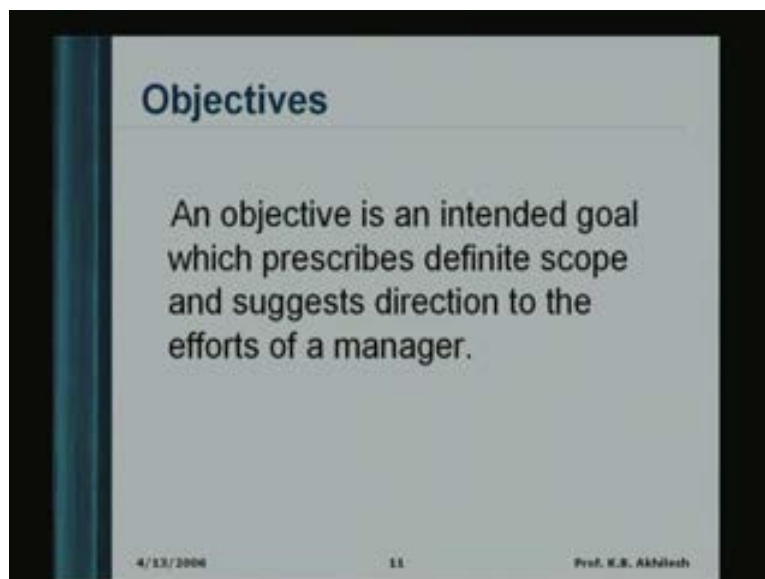 Objectives
An objective is an intended goal
which prescribes definite scope
and suggests direction to the
efforts of a manager.
4/13/2006 11 Prof. K.B. Akhilesh